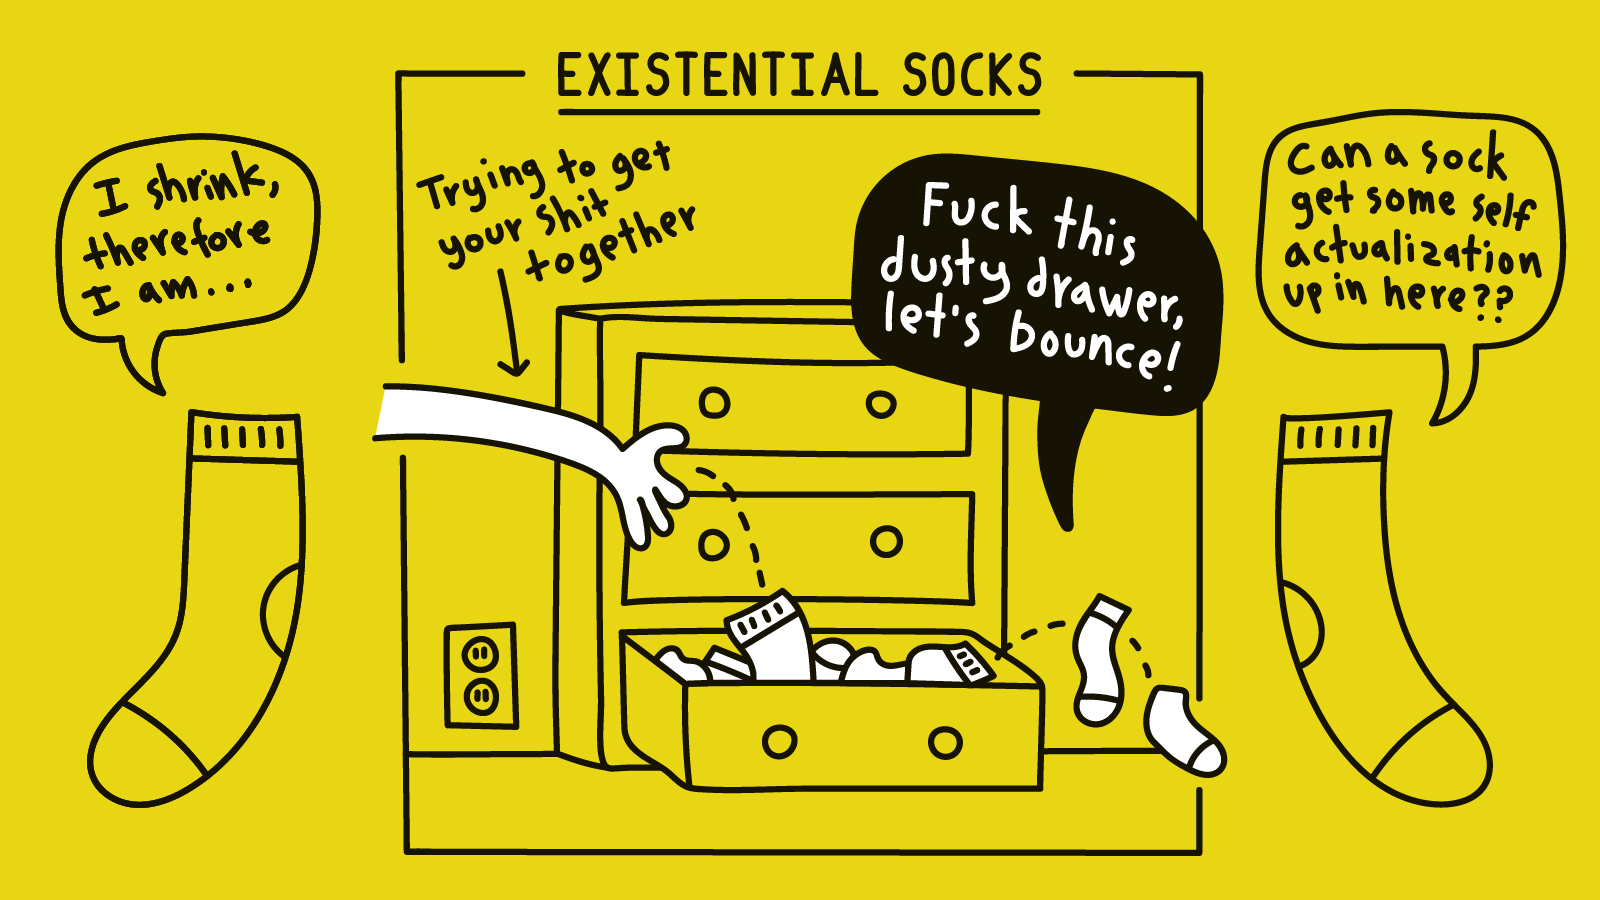 EXISTENTIAL SOCKS
I shrink,
therefore
I am...
Trying to get
your shit
together
Fuck this
dusty drawer,
let's bounce!
Can a sock
get some self
actualization
up in here??